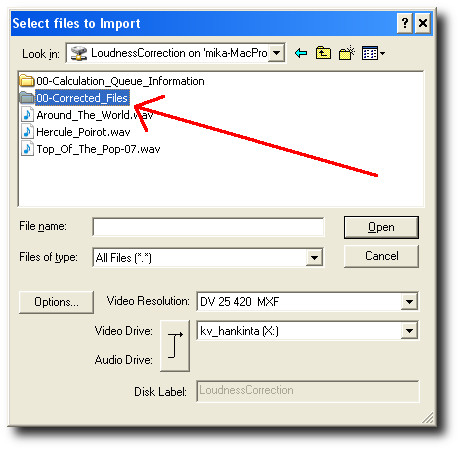 Select files to Import
Look in: LoudnessCorrection on 'mika-MacPro
00-Calculation_Queue_Information
00-Corrected_Files
Around_The_World.wav
Hercule_Poirot.wav
Top_Of_The_Pop-07.wav
File name:
Open
Files of type: All Files (*.*)
Cancel
Options... Video Resolution: DV 25 420 MXF
Video Drive: kv_hankinta (X:)
Audio Drive:
Disk Label: LoudnessCorrection